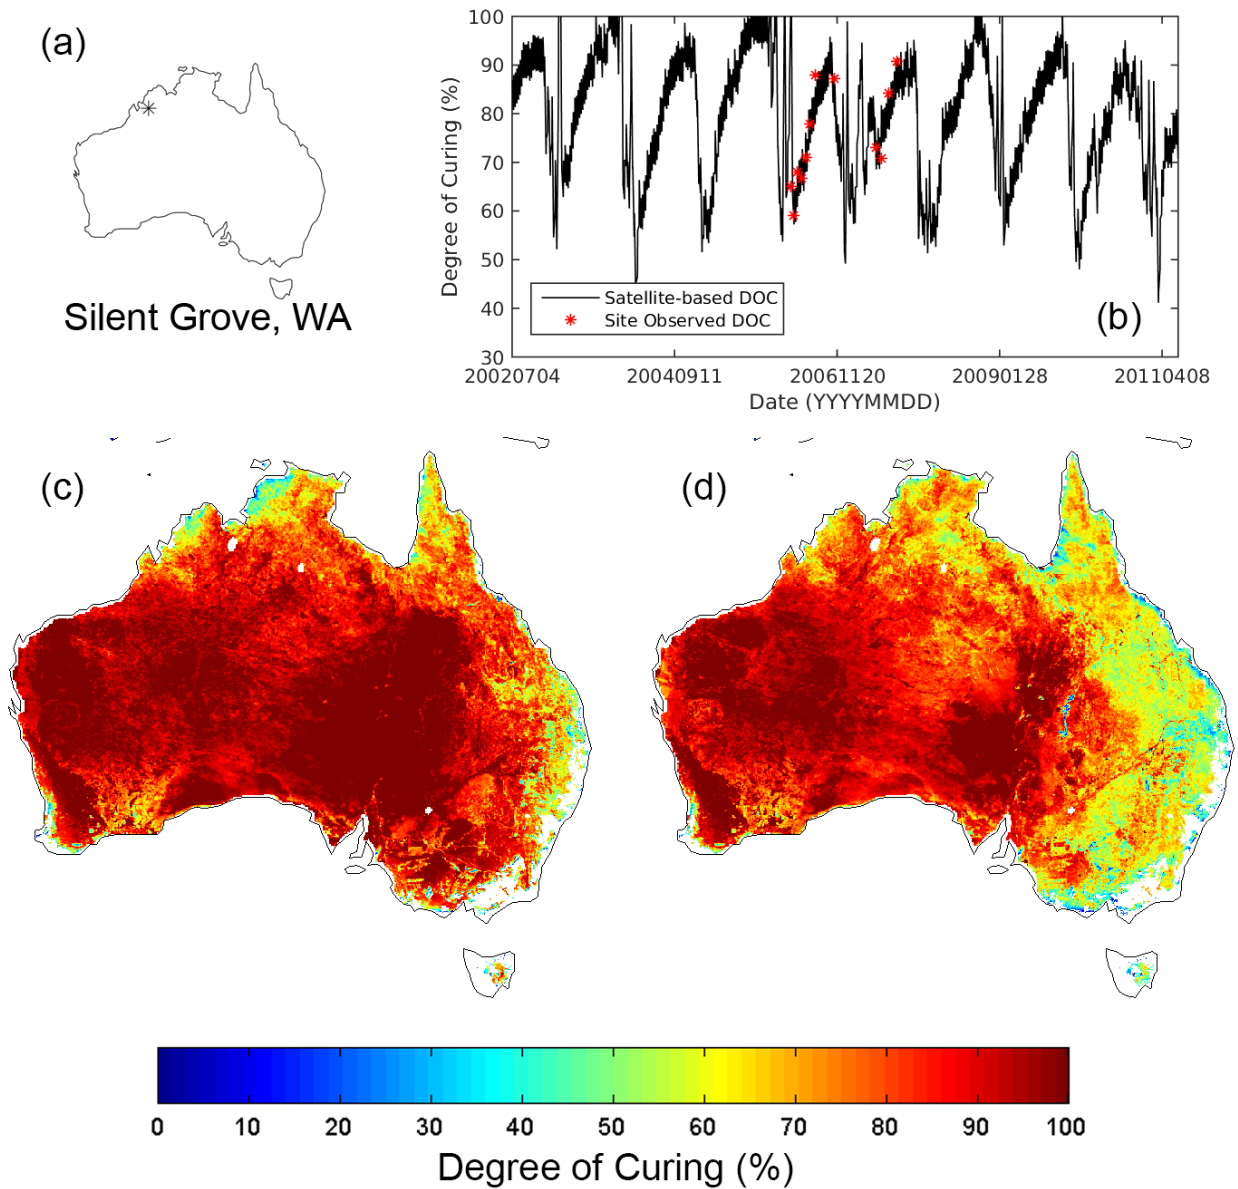 (a)
Silent Grove, WA
100
90
80
70
60
50
40
30
Degree of Curing (%)
Satellite-based DOC
Site Observed DOC
(b)
20020704 20040911 20061120 20090128 20110408
Date (YYYYMMDD)
(c)
(d)
0 10 20 30 40 50 60 70 80 90 100
Degree of Curing (%)